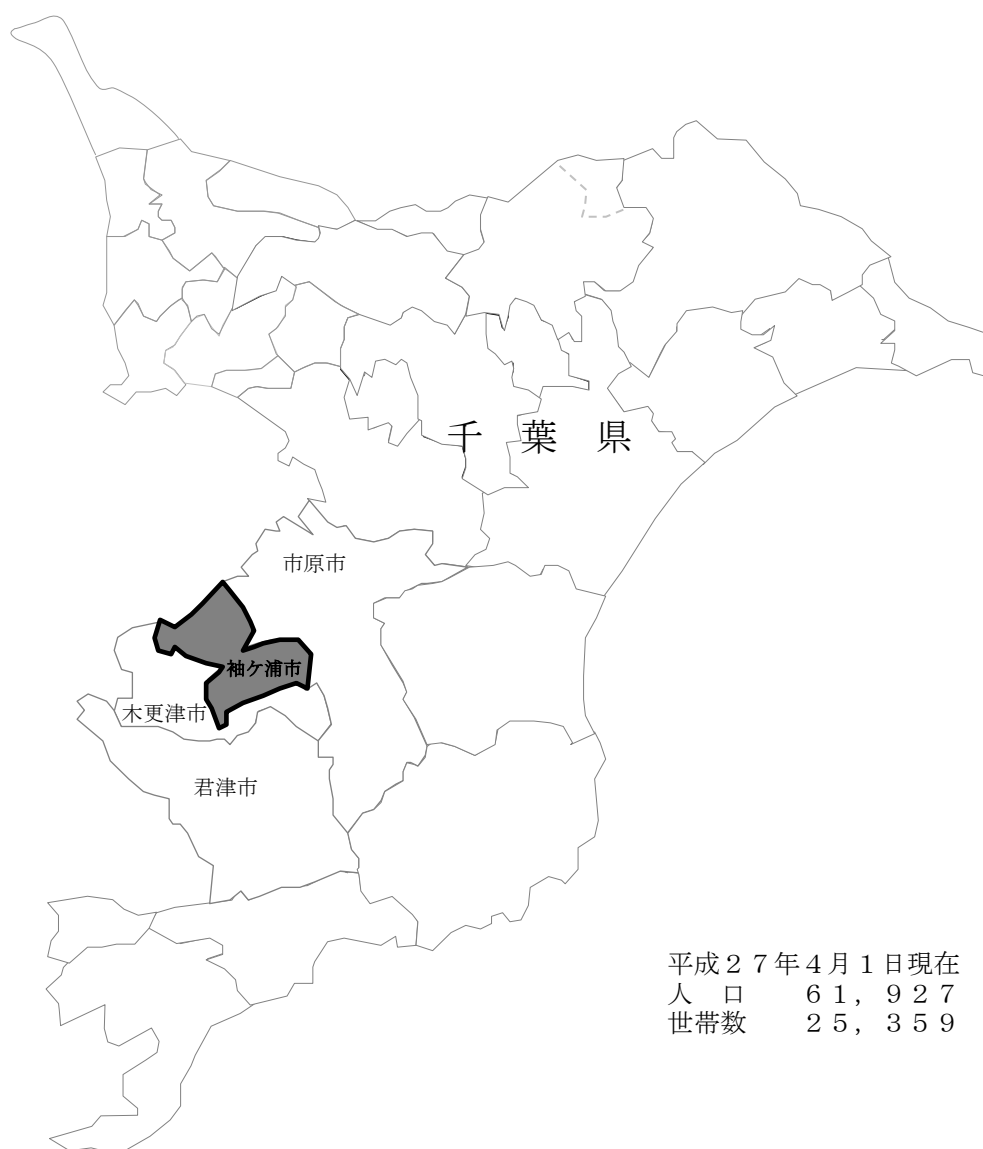 千葉県
市原市
袖ケ浦市
木更津市
君津市
平成２７年４月１日現在
人　口　　６１，９２７
世帯数　　２５，３５９